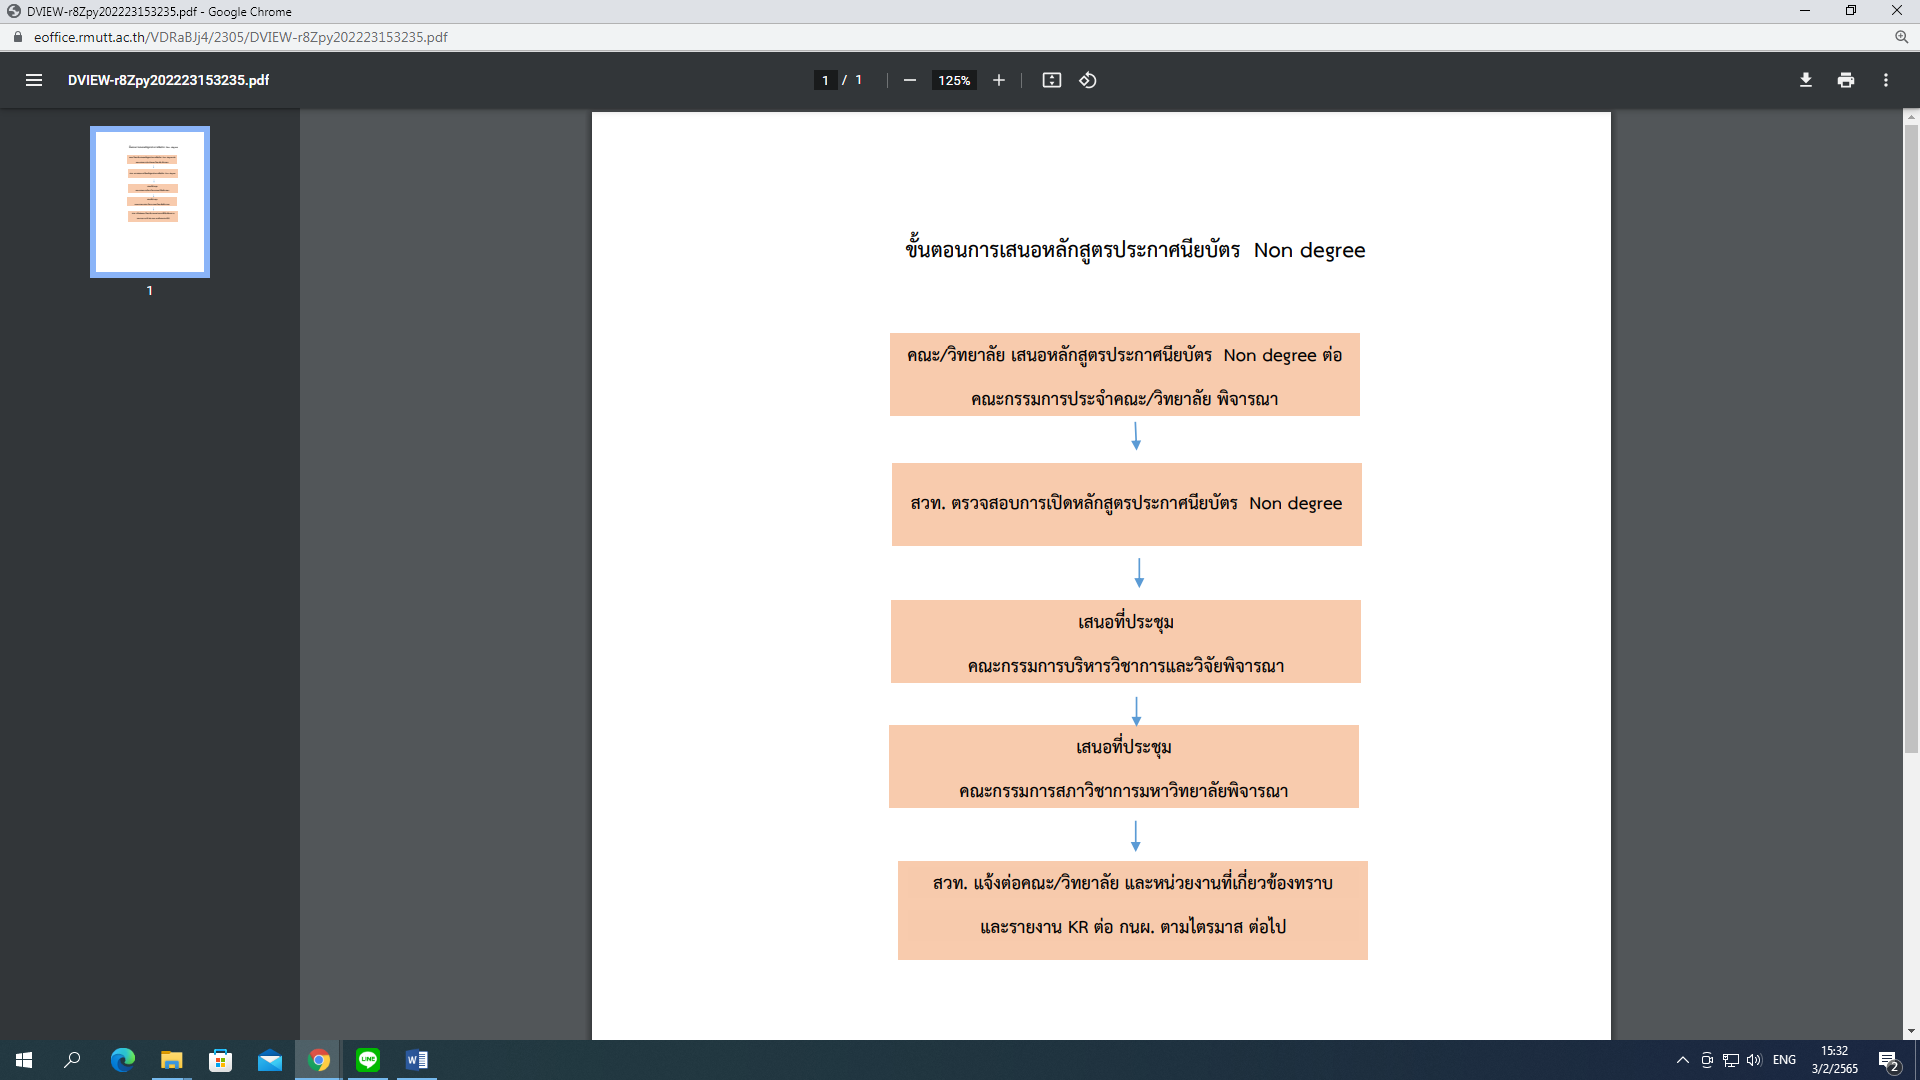 DVIEW-r8Zpy202223153235.pdf - Google Chrome
eoffice.rmutt.ac.th/VDRaBJj4/2305/DVIEW-r8Zpy202223153235.pdf
DVIEW-r8Zpy202223153235.pdf
1 / 1
125%
1
ขั้นตอนการเสนอหลักสูตรประกาศนียบัตร Non degree
คณะ/วิทยาลัย เสนอหลักสูตรประกาศนียบัตร Non degree ต่อ
คณะกรรมการประจำคณะ/วิทยาลัย พิจารณา
สวท. ตรวจสอบการเปิดหลักสูตรประกาศนียบัตร Non degree
เสนอที่ประชุม
คณะกรรมการบริหารวิชาการและวิจัยพิจารณา
เสนอที่ประชุม
คณะกรรมการสภาวิชาการมหาวิทยาลัยพิจารณา
สวท. แจ้งต่อคณะ/วิทยาลัย และหน่วยงานที่เกี่ยวข้องทราบ
และรายงาน KR ต่อ กนผ. ตามไตรมาส ต่อไป
LINE
ENG
15:32
3/2/2565
2